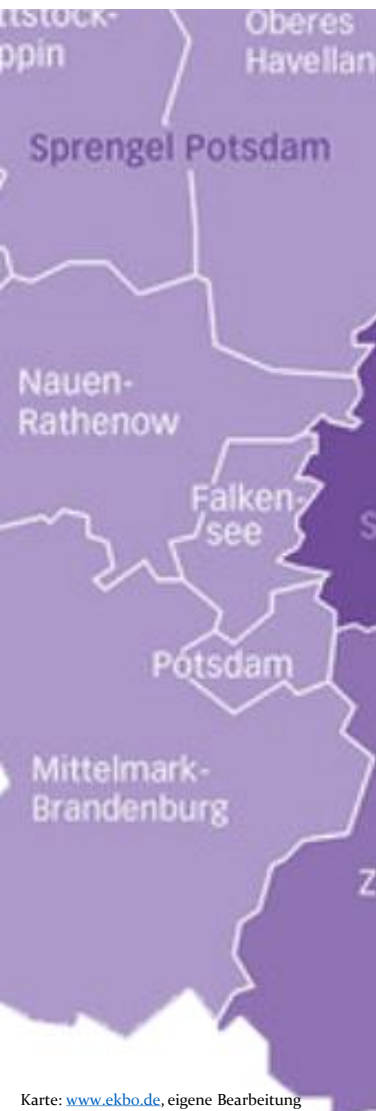 ttstock-
ppin
Oberes
Havellan
Sprengel Potsdam
Nauen-
Rathenow
Falken-
see
S
Potsdam
Mittelmark-
Brandenburg
Z
Karte: www.ekbo.de, eigene Bearbeitung